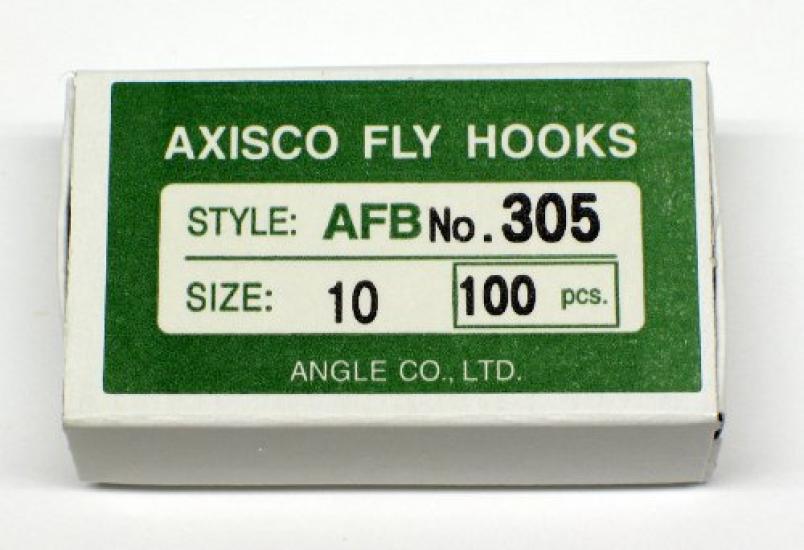 AXISCO FLY HOOKS
STYLE: AFB No. 305
SIZE: 10 100 pcs.
ANGLE CO., LTD.